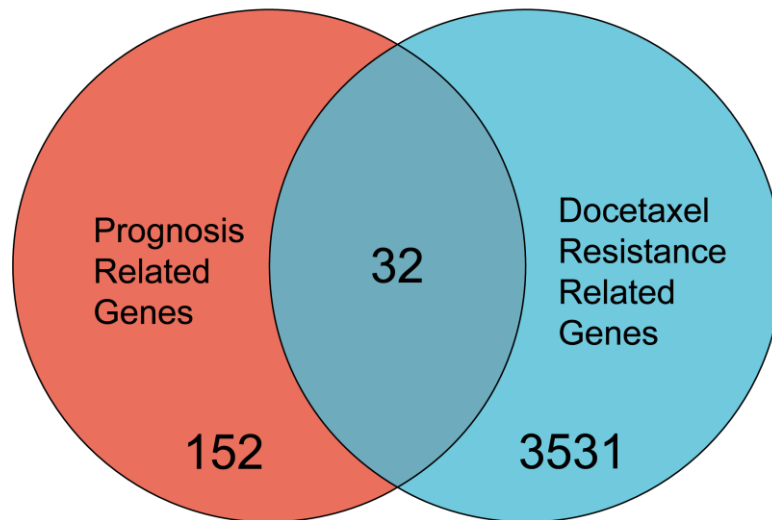 Prognosis
Related
Genes
152
32
Docetaxel
Resistance
Related
Genes
3531